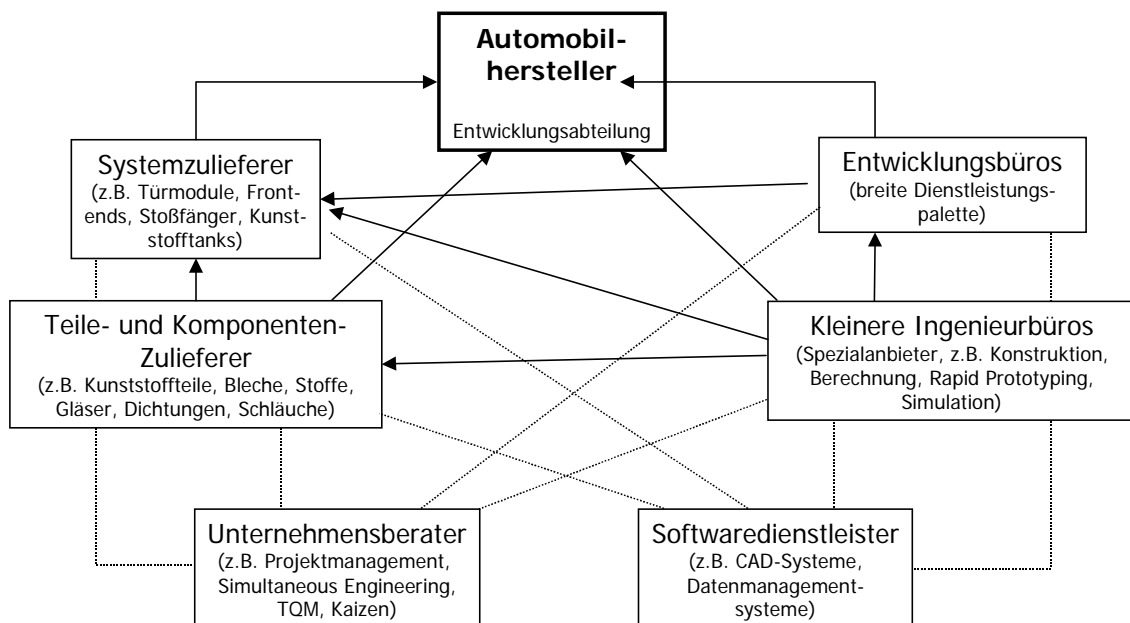 Automobil-
hersteller
Entwicklungsabteilung
Systemzulieferer
(z.B. Türmodule, Front-
ends, Stoßfänger, Kunst-
stofftanks)
Entwicklungsbüros
(breite Dienstleistungs-
palette)
Teile- und Komponenten-
Zulieferer
(z.B. Kunststoffteile, Bleche, Stoffe,
Gläser, Dichtungen, Schläuche)
Kleinere Ingenieurbüros
(Spezialanbieter, z.B. Konstruktion,
Berechnung, Rapid Prototyping,
Simulation)
Unternehmensberater
(z.B. Projektmanagement,
Simultaneous Engineering,
TQM, Kaizen)
Softwaredienstleister
(z.B. CAD-Systeme,
Datenmanagement-
systeme)